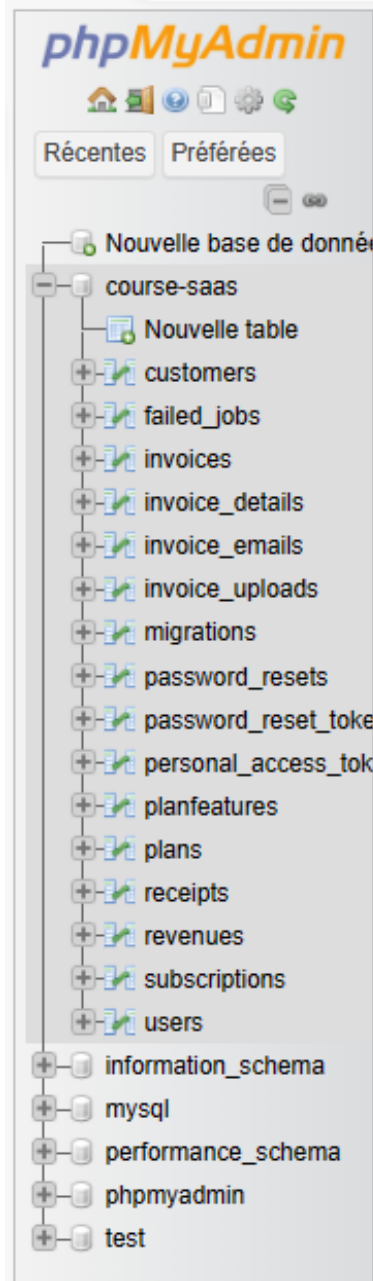 phpMyAdmin
Récentes Préférées
Nouvelle base de donnée
course-saas
Nouvelle table
customers
failed_jobs
invoices
invoice_details
invoice_emails
invoice_uploads
migrations
password_resets
password_reset_toke
personal_access_tok
planfeatures
plans
receipts
revenues
subscriptions
users
information_schema
mysql
performance_schema
phpmyadmin
test